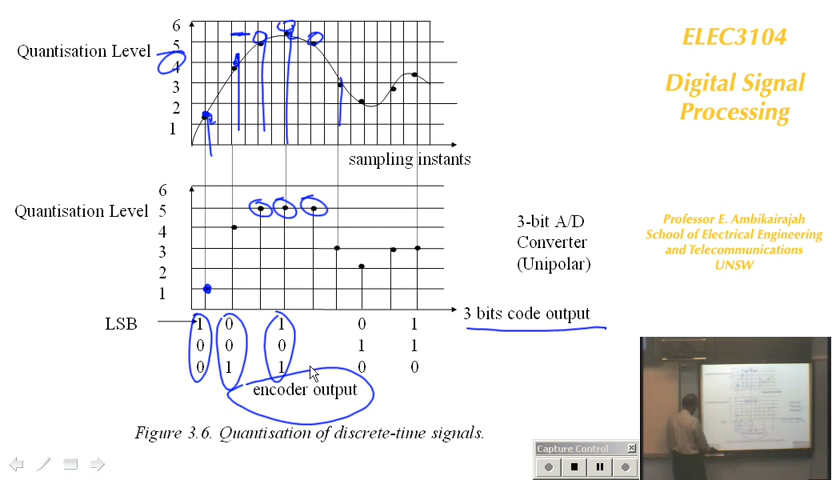 ELEC3104
Digital Signal
Processing
Professor E. Ambikairajah
School of Electrical Engineering
and Telecommunications
UNSW
6
5
4
3
2
1
Quantisation Level
sampling instants
6
5
4
3
2
1
Quantisation Level
3-bit A/D
Converter
(Unipolar)
LSB
1 0 1 0 1
0 0 0 1 1
1 1 1 0 0
3 bits code output
encoder output
Figure 3.6. Quantisation of discrete-time signals.
Capture Control